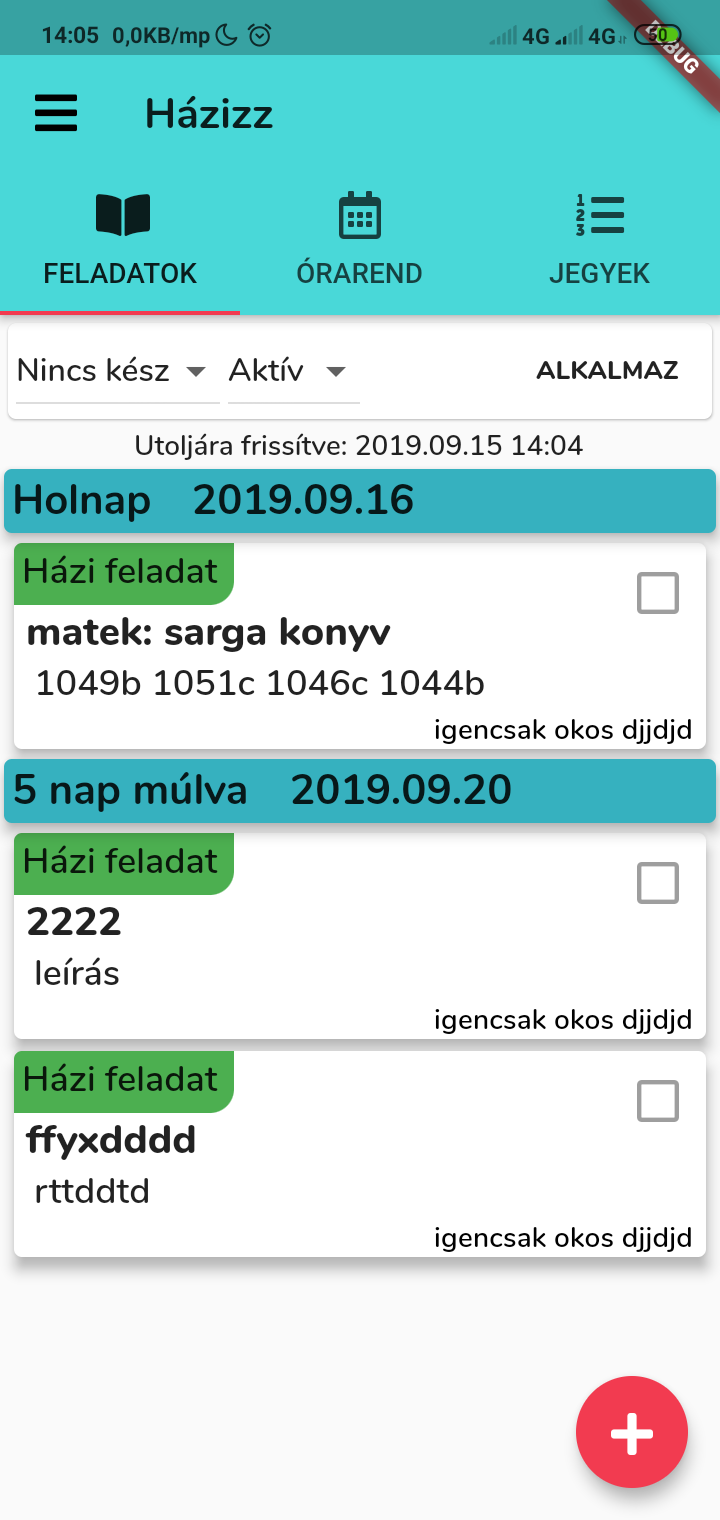 14:05 0,0KB/mp 4G 4G 50
DEBUG
Házizz
FELADATOK ÓRAREND JEGYEK
Nincs kész Aktív ALKALMAZ
Utoljára frissítve: 2019.09.15 14:04
Holnap 2019.09.16
Házi feladat
matek: sarga konyv
1049b 1051c 1046c 1044b
igencsak okos djjdjd
5 nap múlva 2019.09.20
Házi feladat
2222
leírás
igencsak okos djjdjd
Házi feladat
ffyxdddd
rttddtd
igencsak okos djjdjd